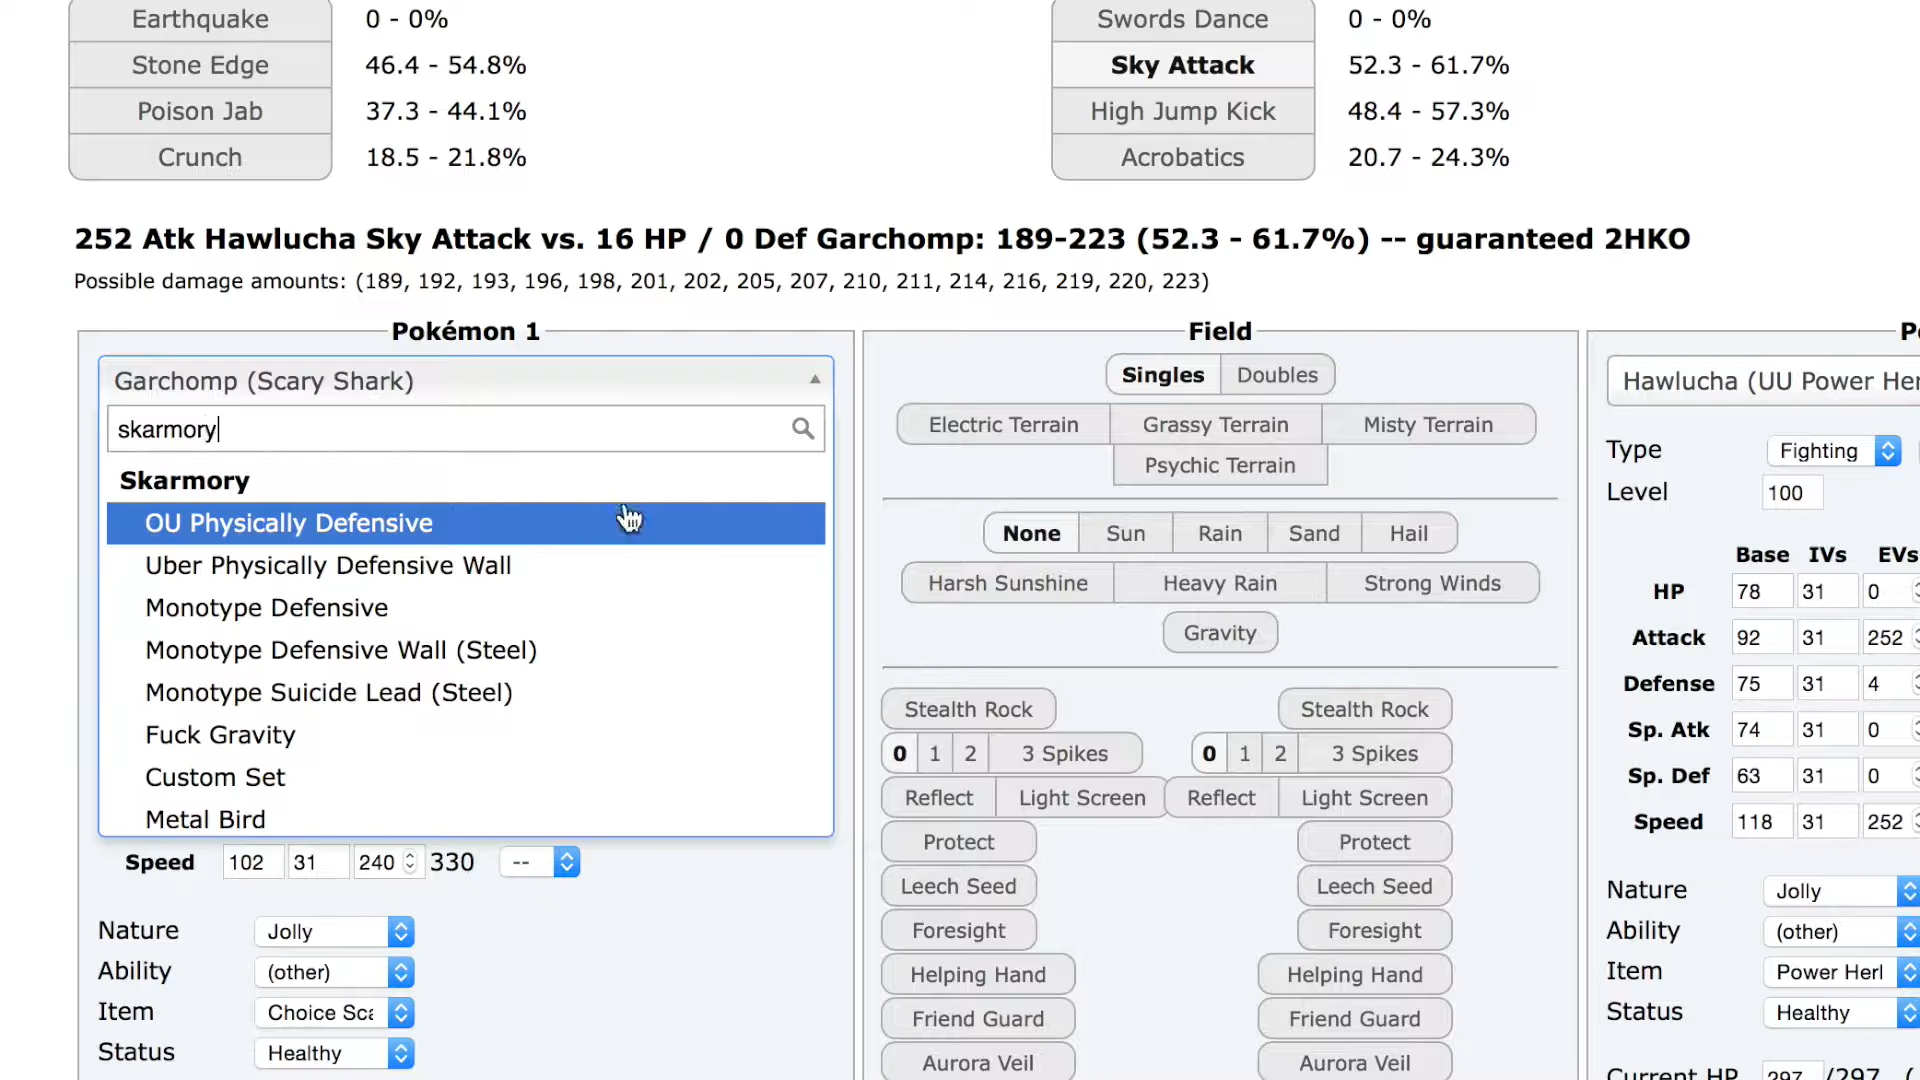 Earthquake 0 - 0% Swords Dance 0 - 0%
Stone Edge 46.4 - 54.8% Sky Attack 52.3 - 61.7%
Poison Jab 37.3 - 44.1% High Jump Kick 48.4 - 57.3%
Crunch 18.5 - 21.8% Acrobatics 20.7 - 24.3%
252 Atk Hawlucha Sky Attack vs. 16 HP / 0 Def Garchomp: 189-223 (52.3 - 61.7%) -- guaranteed 2HKO
Possible damage amounts: (189, 192, 193, 196, 198, 201, 202, 205, 207, 210, 211, 214, 216, 219, 220, 223)
Pokémon 1
Garchomp (Scary Shark)
skarmory
Skarmory
OU Physically Defensive
Uber Physically Defensive Wall
Monotype Defensive
Monotype Defensive Wall (Steel)
Monotype Suicide Lead (Steel)
Fuck Gravity
Custom Set
Metal Bird
Speed 102 31 240 330 --
Nature Jolly
Ability (other)
Item Choice Sca
Status Healthy
Field
Singles Doubles
Electric Terrain Grassy Terrain Misty Terrain
Psychic Terrain
None Sun Rain Sand Hail
Harsh Sunshine Heavy Rain Strong Winds
Gravity
Stealth Rock Stealth Rock
0 1 2 3 Spikes 0 1 2 3 Spikes
Reflect Light Screen Reflect Light Screen
Protect Protect
Leech Seed Leech Seed
Foresight Foresight
Helping Hand Helping Hand
Friend Guard Friend Guard
Aurora Veil Aurora Veil
Hawlucha (UU Power Her
Type Fighting
Level 100
Base IVs EVs
HP 78 31 0
Attack 92 31 252
Defense 75 31 4
Sp. Atk 74 31 0
Sp. Def 63 31 0
Speed 118 31 252
Nature Jolly
Ability (other)
Item Power Herl
Status Healthy
Current HP 297 /297 (